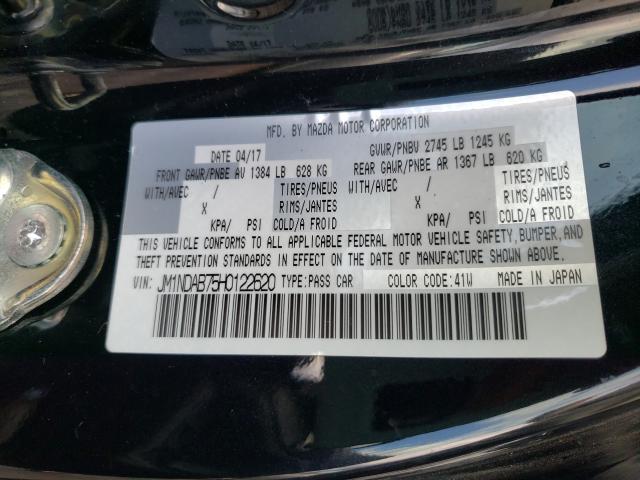 MFD. BY MAZDA MOTOR CORPORATION
DATE 04/17 GVWR/PNBV 2745 LB 1245 KG
FRONT GAWR/PNBE AV 1384 LB 628 KG REAR GAWR/PNBE AR 1367 LB 620 KG
WITH/AVEC / TIRES/PNEUS WITH/AVEC / TIRES/PNEUS
X RIMS/JANTES X RIMS/JANTES
KPA/ PSI COLD/A FROID KPA/ PSI COLD/A FROID
THIS VEHICLE CONFORMS TO ALL APPLICABLE FEDERAL MOTOR VEHICLE SAFETY, BUMPER, AND
THEFT PREVENTION STANDARDS IN EFFECT ON THE DATE OF MANUFACTURE SHOWN ABOVE.
VIN: JM1NDAB75H0122620 TYPE:PASS CAR COLOR CODE:41W MADE IN JAPAN